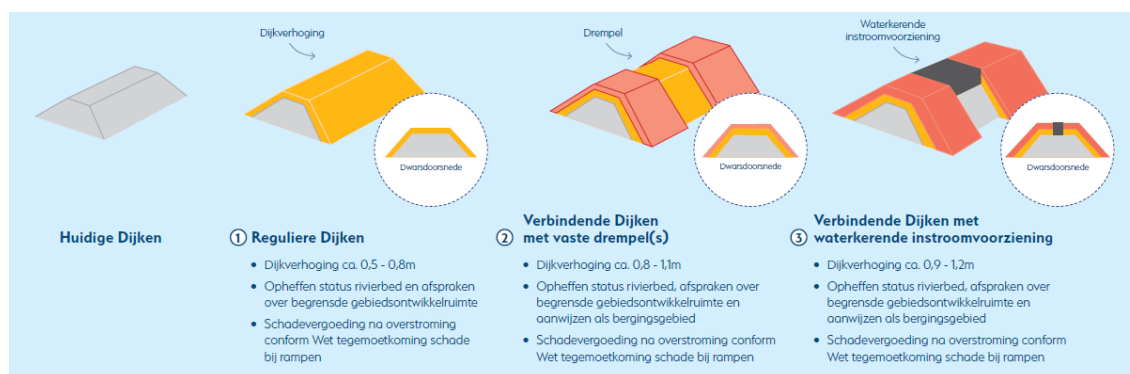 Dijkverhoging
Drempel
Waterkerende
instroomvoorziening
Dwarsdoorsnede
Dwarsdoorsnede
Dwarsdoorsnede
Huidige Dijken
1 Reguliere Dijken
• Dijkverhoging ca. 0,5 - 0,8m
• Opheffen status rivierbed en afspraken
over begrensde gebiedsontwikkelruimte
• Schadevergoeding na overstroming
conform Wet tegemoetkoming schade
bij rampen
2 Verbindende Dijken
met vaste drempel(s)
• Dijkverhoging ca. 0,8 - 1,1m
• Opheffen status rivierbed, afspraken over
begrensde gebiedsontwikkelruimte en
aanwijzen als bergingsgebied
• Schadevergoeding na overstroming conform
Wet tegemoetkoming schade bij rampen
3 Verbindende Dijken met
waterkerende instroomvoorziening
• Dijkverhoging ca. 0,9 - 1,2m
• Opheffen status rivierbed, afspraken over
begrensde gebiedsontwikkelruimte en
aanwijzen als bergingsgebied
• Schadevergoeding na overstroming conform
Wet tegemoetkoming schade bij rampen